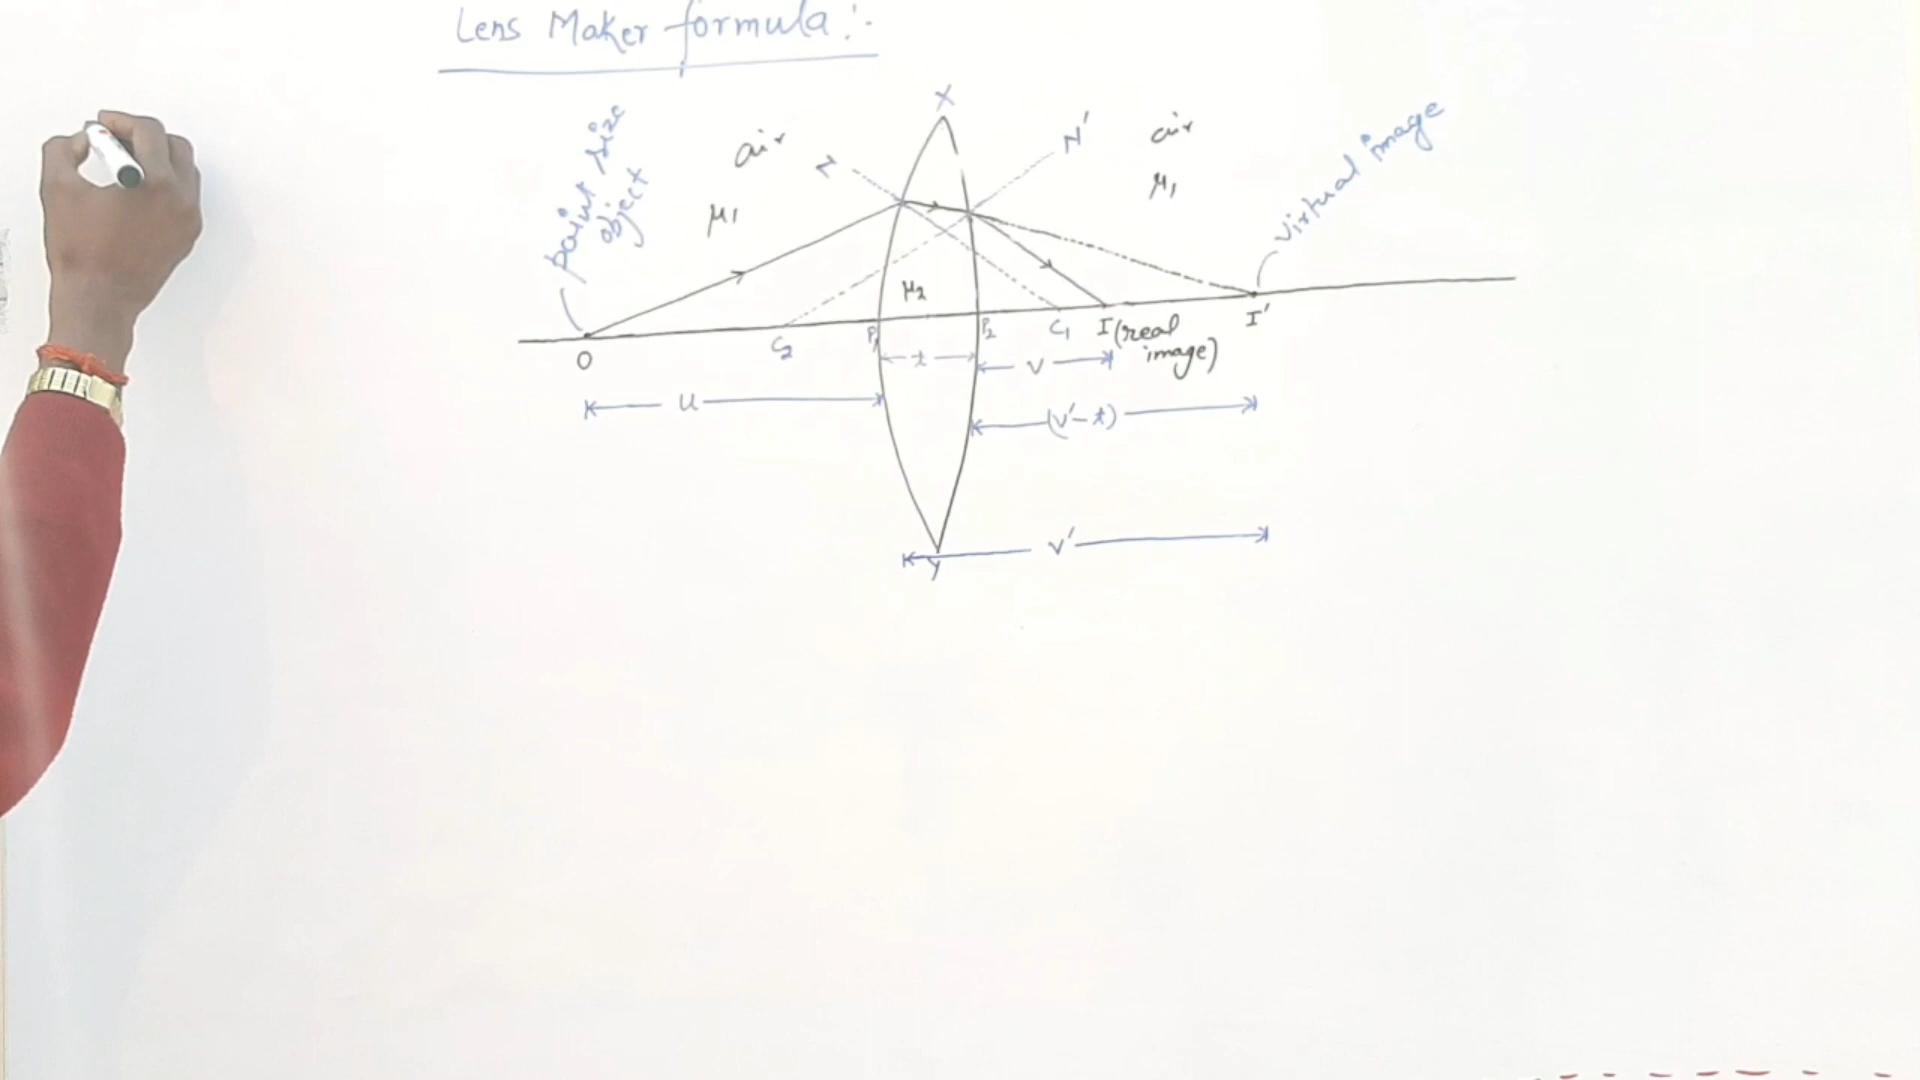 Lens Maker formula :-
X
point size
object
air
μ1
N
N'
air
μ1
virtual image
μ2
O
C2
P1
P2
C1
I (real
image)
I'
t
v
u
(v'-t)
v'
Y